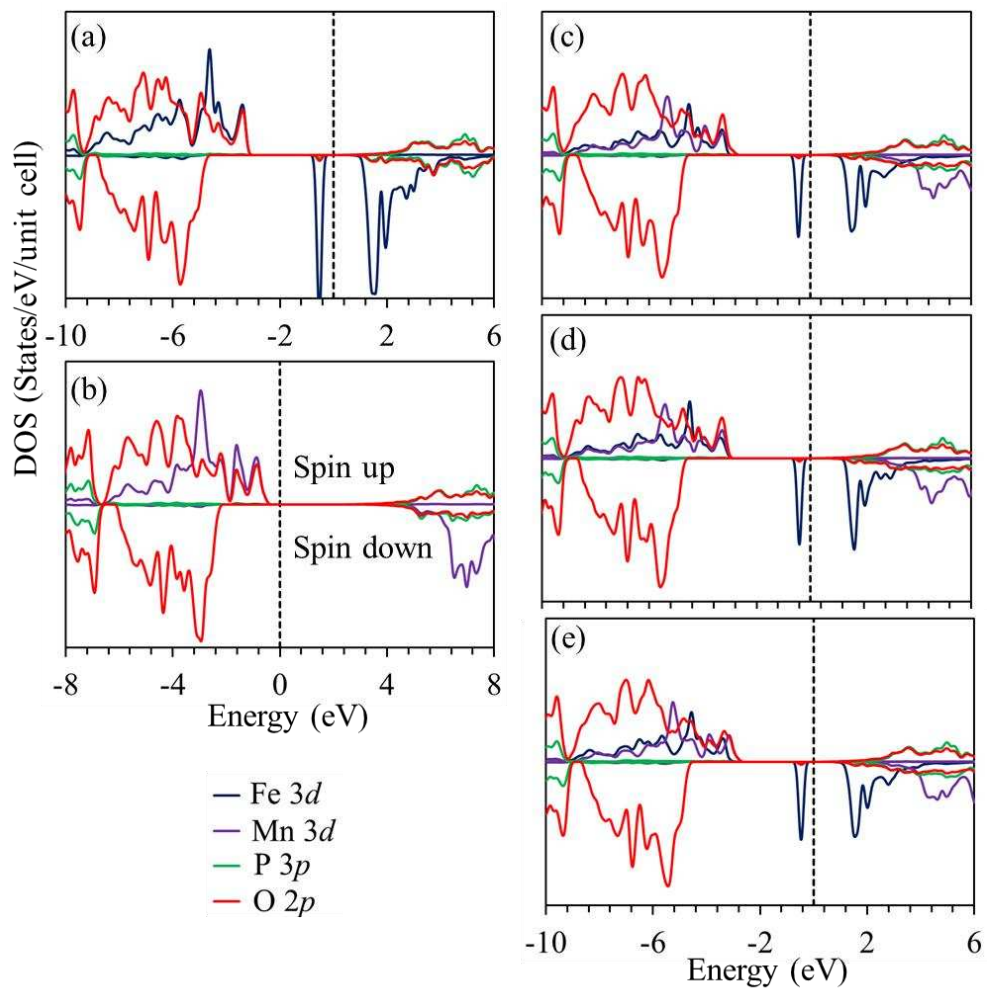 DOS (States/eV/unit cell)
(a)
-10 -6 -2 2 6
(b)
Spin up
Spin down
-8 -4 0 4 8
Energy (eV)
Fe 3d
Mn 3d
P 3p
O 2p
(c)
(d)
(e)
-10 -6 -2 2 6
Energy (eV)